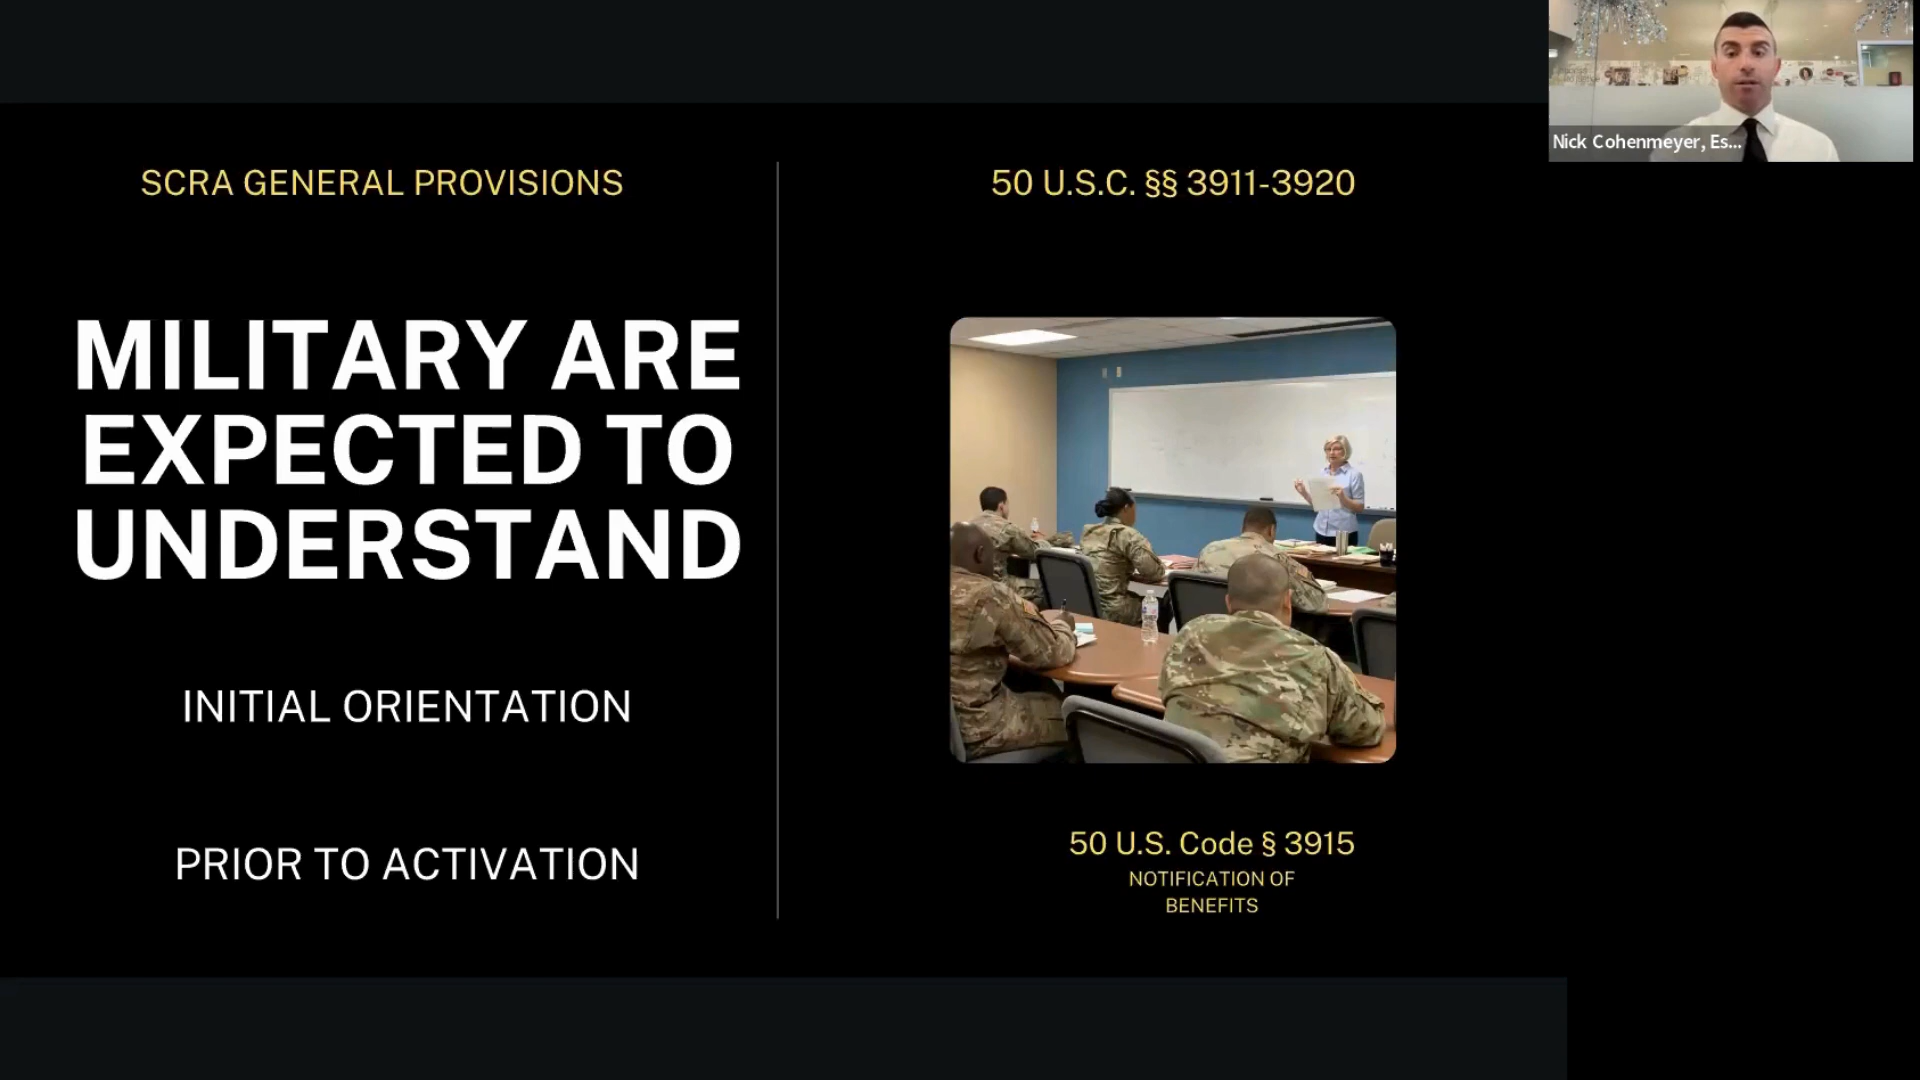 SCRA GENERAL PROVISIONS
MILITARY ARE
EXPECTED TO
UNDERSTAND
INITIAL ORIENTATION
PRIOR TO ACTIVATION
50 U.S.C. §§ 3911-3920
50 U.S. Code § 3915
NOTIFICATION OF
BENEFITS
Nick Cohenmeyer, Es...